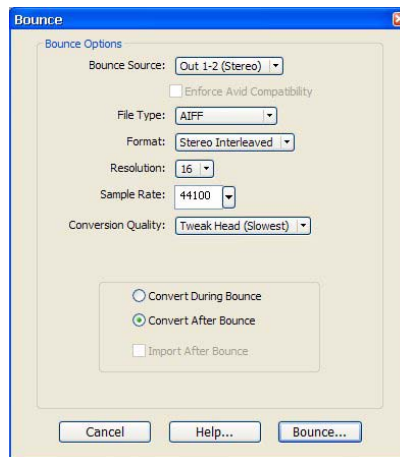 Bounce
Bounce Options
Bounce Source: Out 1-2 (Stereo)
Enforce Avid Compatibility
File Type: AIFF
Format: Stereo Interleaved
Resolution: 16
Sample Rate: 44100
Conversion Quality: Tweak Head (Slowest)
Convert During Bounce
Convert After Bounce
Import After Bounce
Cancel Help... Bounce...